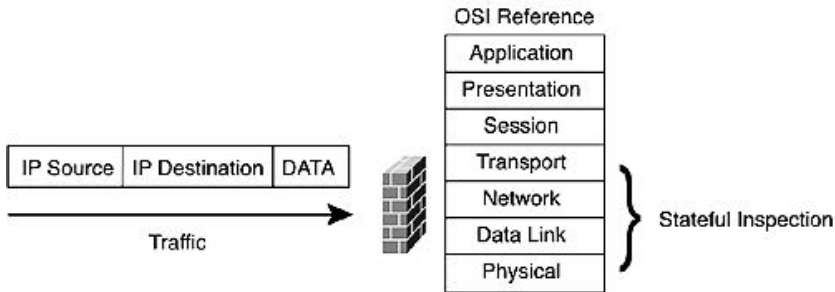 OSI Reference
Application
Presentation
Session
IP Source IP Destination DATA
Transport
Network
Stateful Inspection
Traffic
Data Link
Physical